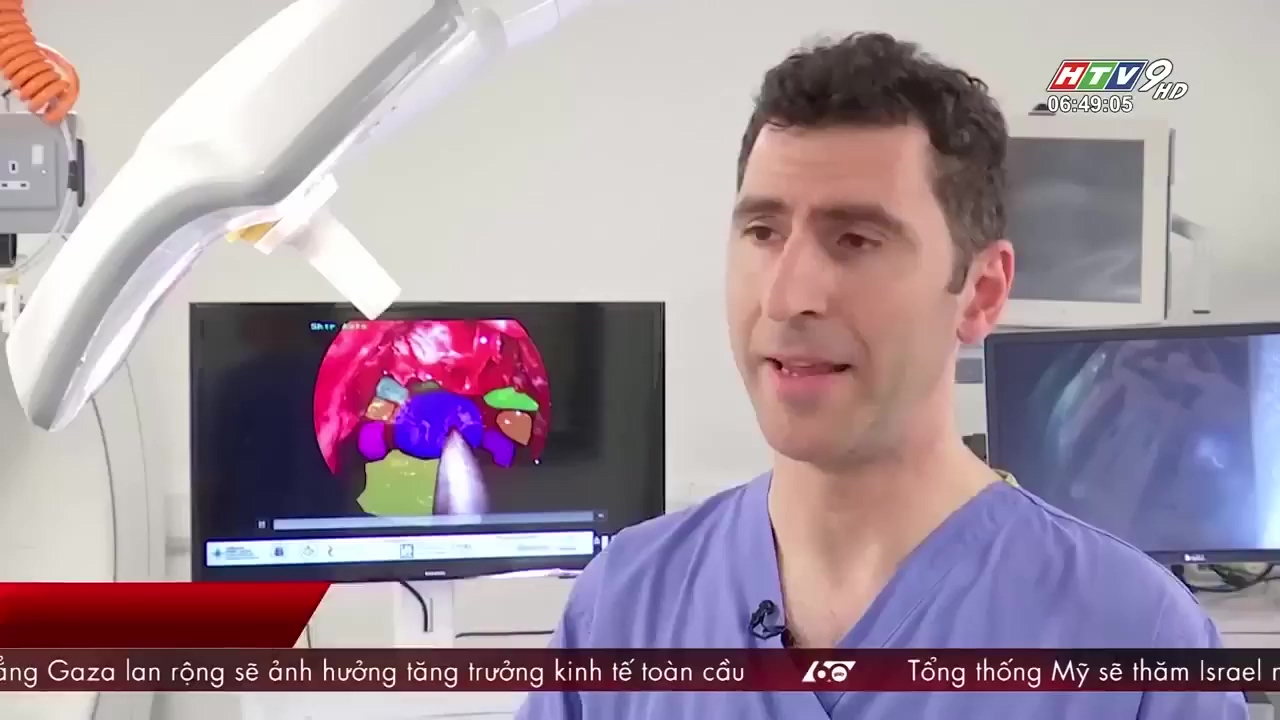 HTV9 HD
06:49:05
ẳng Gaza lan rộng sẽ ảnh hưởng tăng trưởng kinh tế toàn cầu
60 Tổng thống Mỹ sẽ thăm Israel